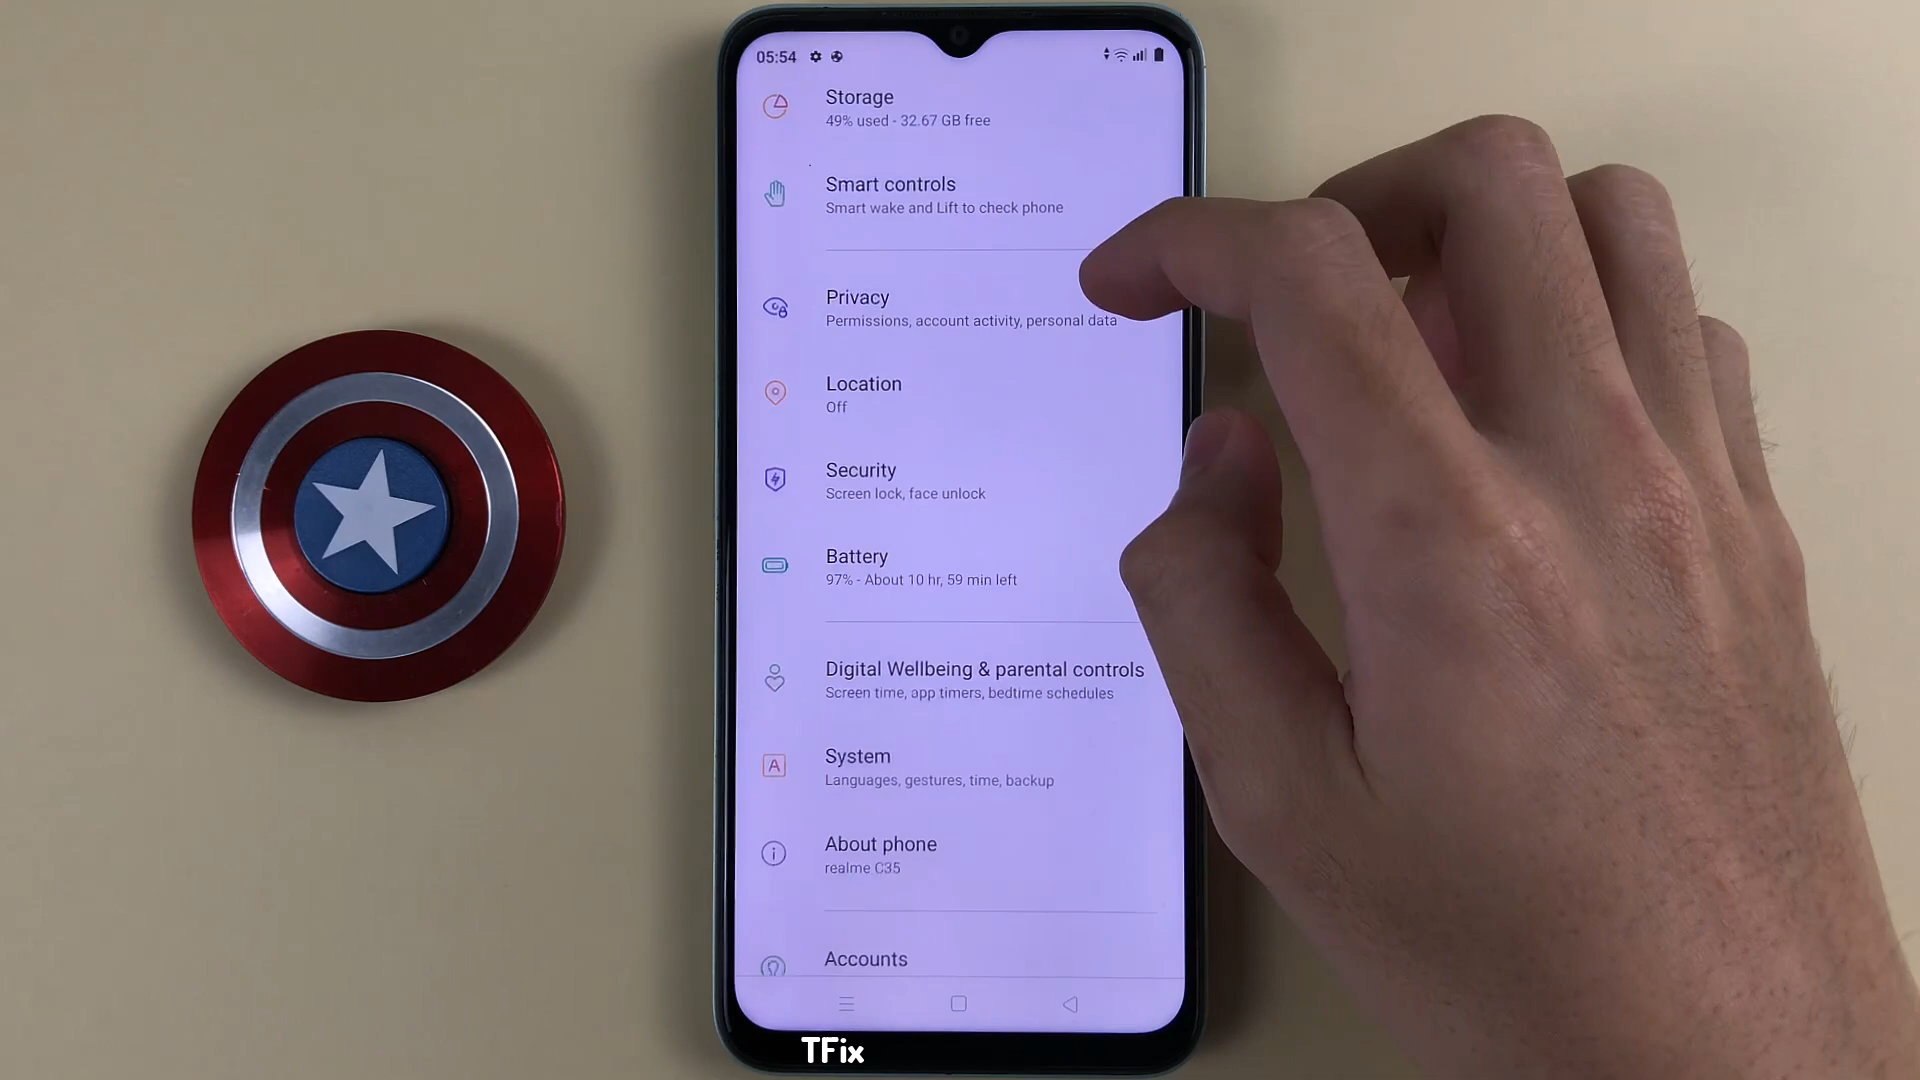 05:54
Storage
49% used - 32.67 GB free
Smart controls
Smart wake and Lift to check phone
Privacy
Permissions, account activity, personal data
Location
Off
Security
Screen lock, face unlock
Battery
97% - About 10 hr, 59 min left
Digital Wellbeing & parental controls
Screen time, app timers, bedtime schedules
A
System
Languages, gestures, time, backup
About phone
realme C35
Accounts
TFix